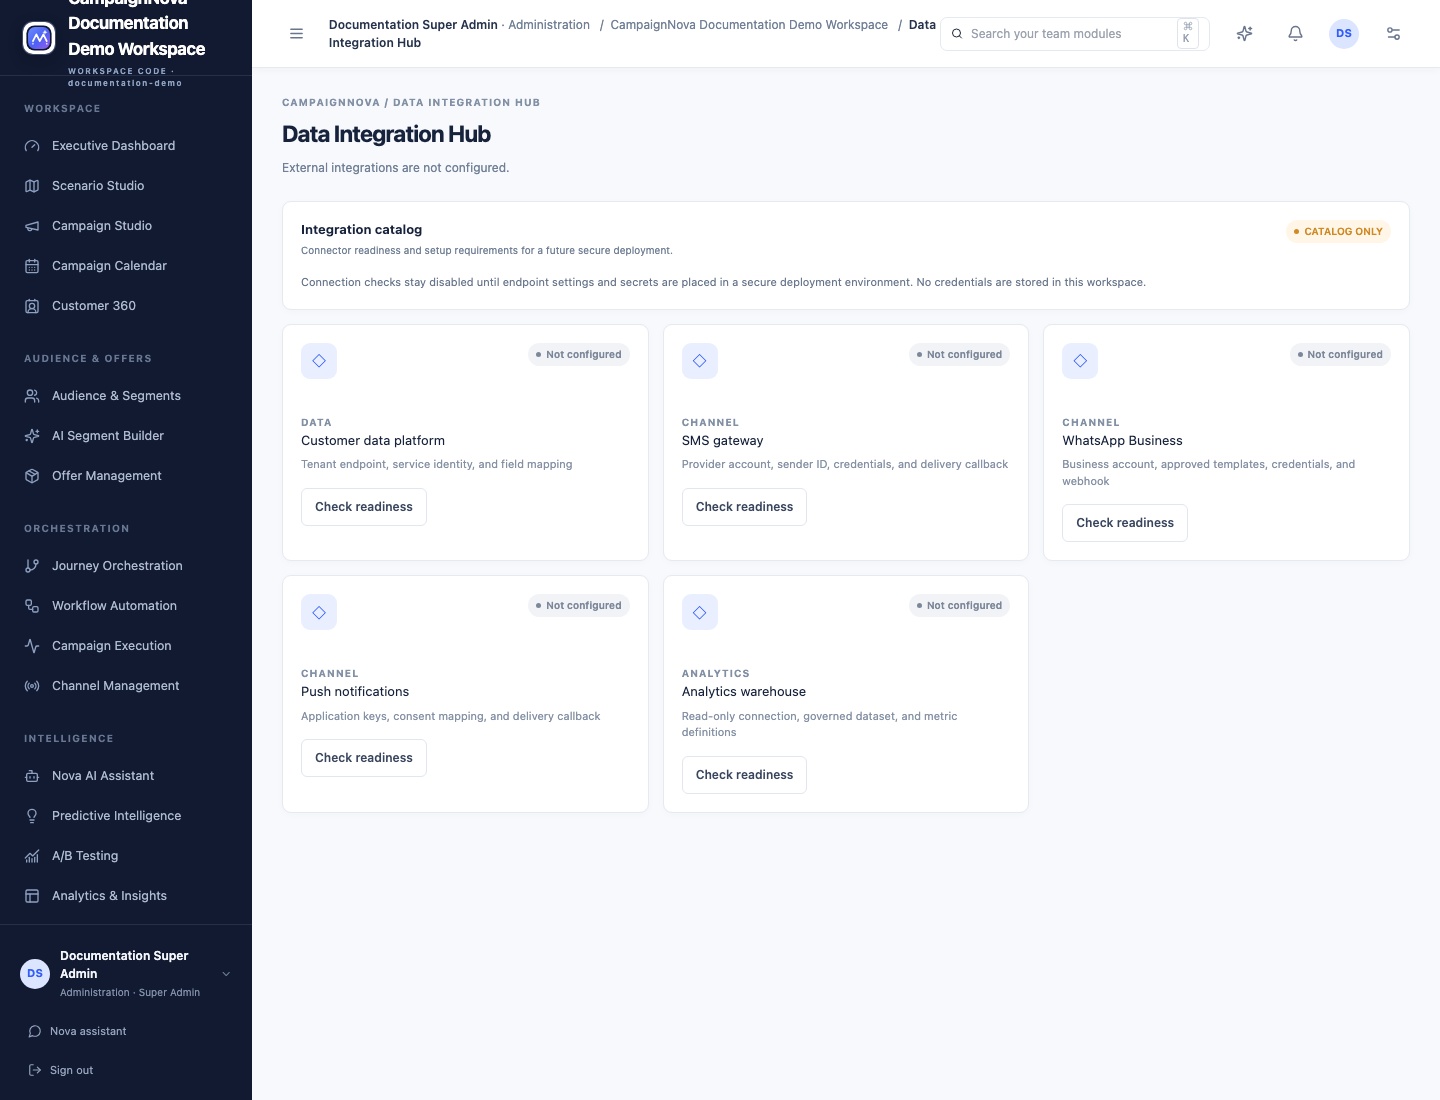 CampaignNova
Documentation
Demo Workspace
WORKSPACE CODE ·
documentation-demo
WORKSPACE
Executive Dashboard
Scenario Studio
Campaign Studio
Campaign Calendar
Customer 360
AUDIENCE & OFFERS
Audience & Segments
AI Segment Builder
Offer Management
ORCHESTRATION
Journey Orchestration
Workflow Automation
Campaign Execution
Channel Management
INTELLIGENCE
Nova AI Assistant
Predictive Intelligence
A/B Testing
Analytics & Insights
DS
Documentation Super
Admin
Administration · Super Admin
Nova assistant
Sign out
Documentation Super Admin · Administration / CampaignNova Documentation Demo Workspace / Data
Integration Hub
Search your team modules
⌘
K
DS
CAMPAIGNNOVA / DATA INTEGRATION HUB
Data Integration Hub
External integrations are not configured.
Integration catalog
CATALOG ONLY
Connector readiness and setup requirements for a future secure deployment.
Connection checks stay disabled until endpoint settings and secrets are placed in a secure deployment environment. No credentials are stored in this workspace.
Not configured
DATA
Customer data platform
Tenant endpoint, service identity, and field mapping
Check readiness
Not configured
CHANNEL
SMS gateway
Provider account, sender ID, credentials, and delivery callback
Check readiness
Not configured
CHANNEL
WhatsApp Business
Business account, approved templates, credentials, and
webhook
Check readiness
Not configured
CHANNEL
Push notifications
Application keys, consent mapping, and delivery callback
Check readiness
Not configured
ANALYTICS
Analytics warehouse
Read-only connection, governed dataset, and metric
definitions
Check readiness